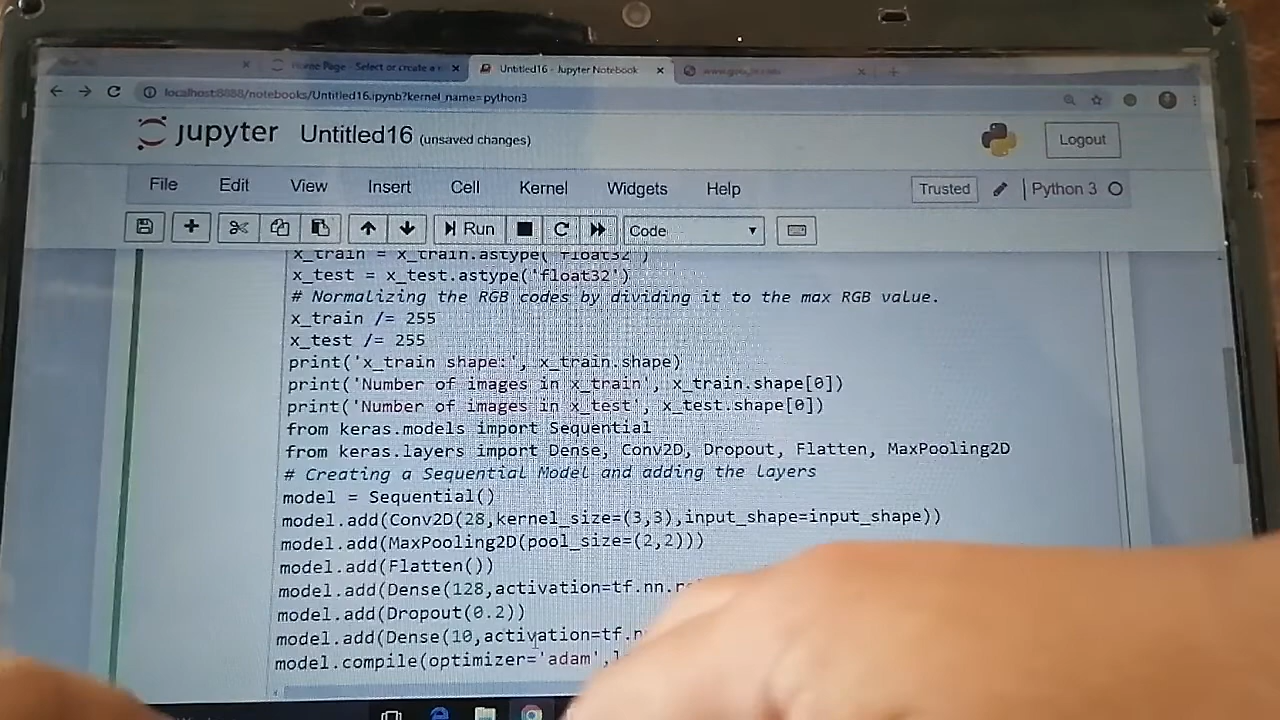 Home Page - Select or create a
Untitled16 - Jupyter Notebook
localhost:8888/notebooks/Untitled16.ipynb?kernel_name=python3
jupyter Untitled16 (unsaved changes)
Logout
File Edit View Insert Cell Kernel Widgets Help
Trusted
Python 3
Run
Code
x_train = x_train.astype('float32')
x_test = x_test.astype('float32')
# Normalizing the RGB codes by dividing it to the max RGB value.
x_train /= 255
x_test /= 255
print('x_train shape:', x_train.shape)
print('Number of images in x_train', x_train.shape[0])
print('Number of images in x_test', x_test.shape[0])
from keras.models import Sequential
from keras.layers import Dense, Conv2D, Dropout, Flatten, MaxPooling2D
# Creating a Sequential Model and adding the layers
model = Sequential()
model.add(Conv2D(28,kernel_size=(3,3),input_shape=input_shape))
model.add(MaxPooling2D(pool_size=(2,2)))
model.add(Flatten())
model.add(Dense(128,activation=tf.nn.
model.add(Dropout(0.2))
model.add(Dense(10,activation=tf.
model.compile(optimizer='adam',